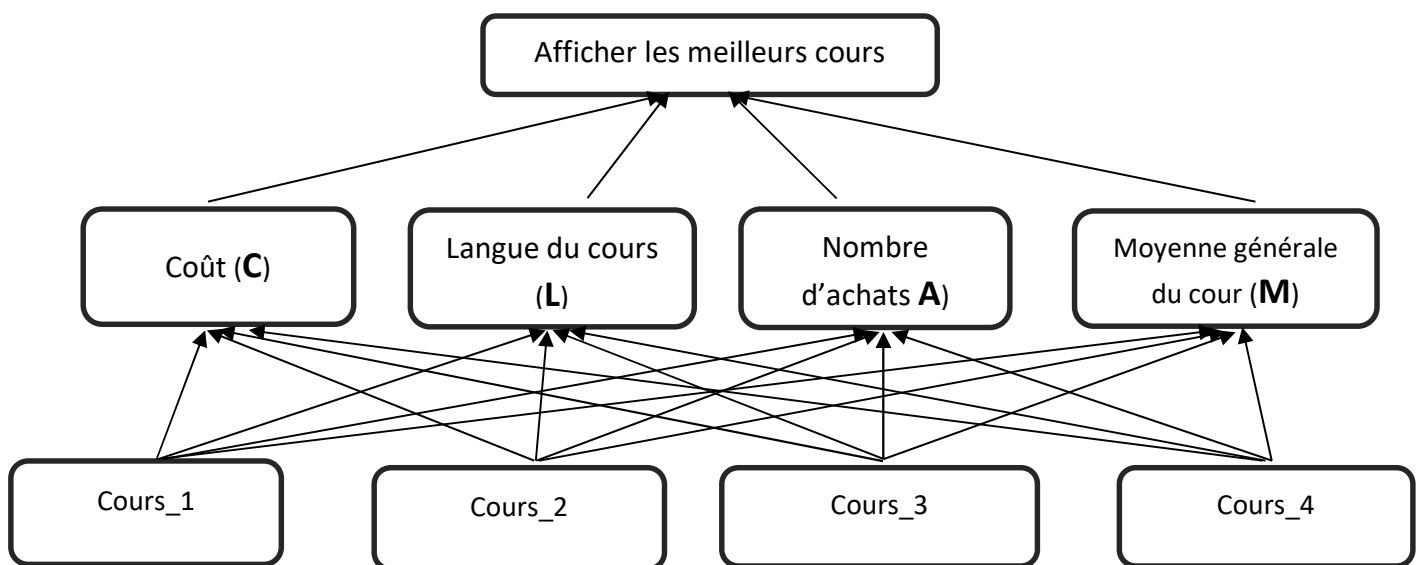 Afficher les meilleurs cours
Coût (C)
Langue du cours
(L)
Nombre
d’achats A)
Moyenne générale
du cour (M)
Cours_1
Cours_2
Cours_3
Cours_4